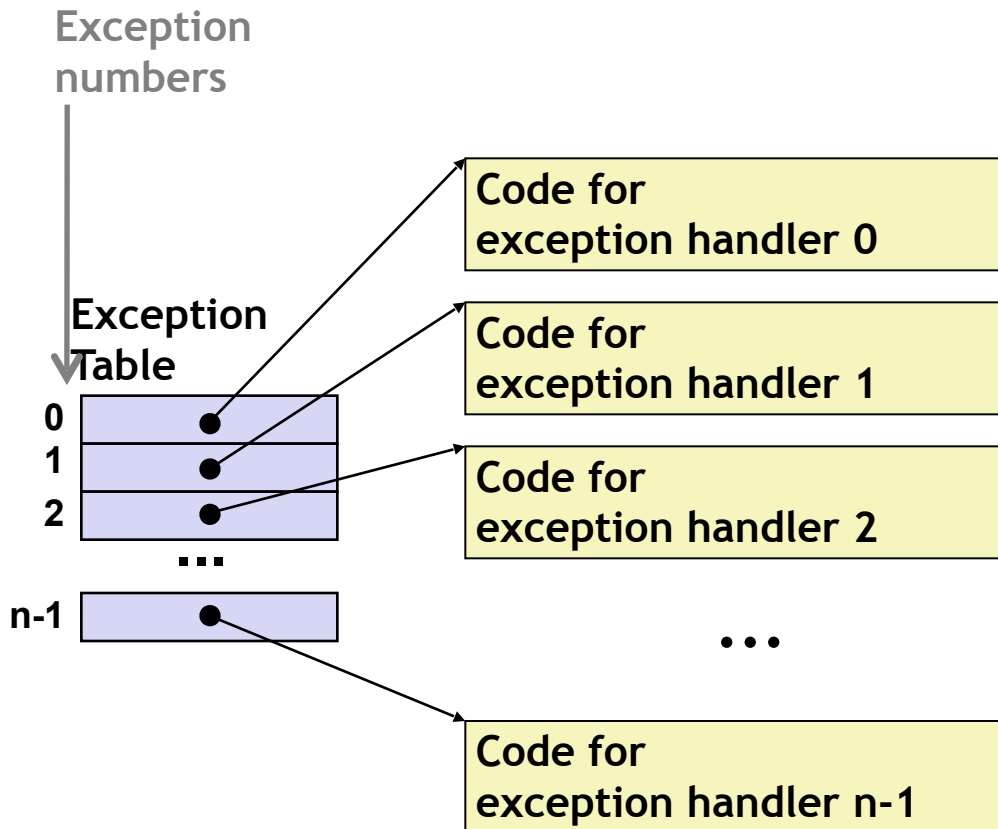 Exception
numbers
Code for
exception handler 0
Exception
Table
Code for
exception handler 1
0
1
2
...
n-1
Code for
exception handler 2
...
Code for
exception handler n-1